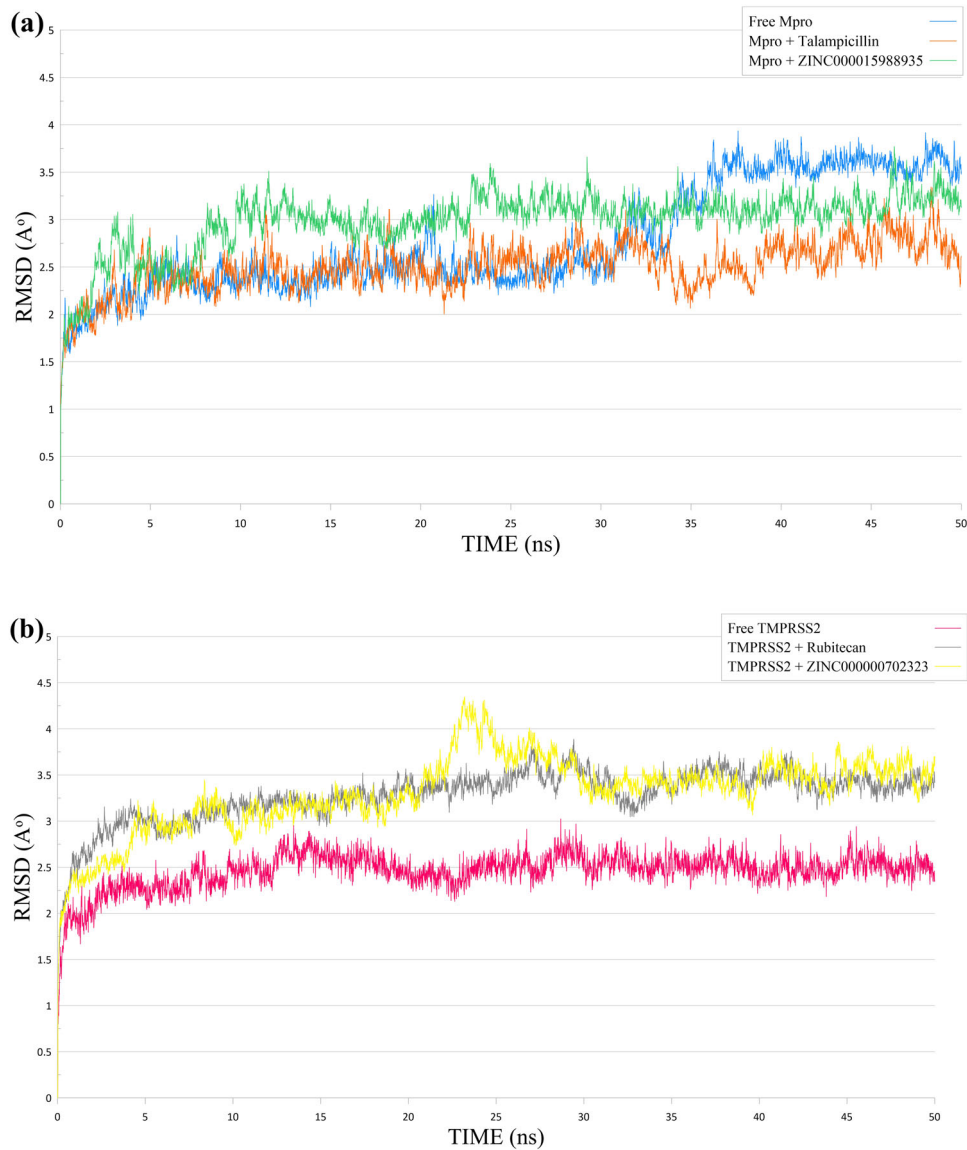 (a)
Free Mpro
Mpro + Talampicillin
Mpro + ZINC000015988935
5
4.5
4
3.5
3
2.5
2
1.5
1
0.5
0
RMSD (A°)
0 5 10 15 20 25 30 35 40 45 50
TIME (ns)
(b)
Free TMPRSS2
TMPRSS2 + Rubitecan
TMPRSS2 + ZINC000000702323
5
4.5
4
3.5
3
2.5
2
1.5
1
0.5
0
RMSD (A°)
0 5 10 15 20 25 30 35 40 45 50
TIME (ns)